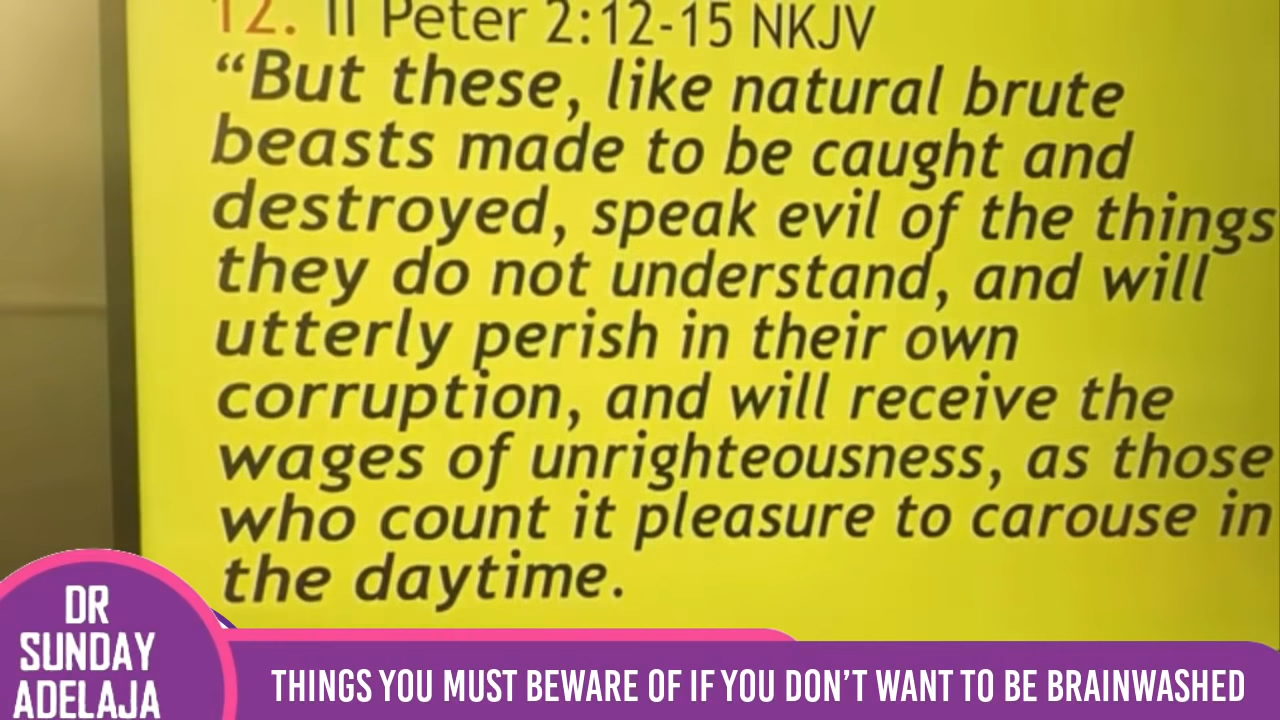 12. II Peter 2:12-15 NKJV
“But these, like natural brute
beasts made to be caught and
destroyed, speak evil of the things
they do not understand, and will
utterly perish in their own
corruption, and will receive the
wages of unrighteousness, as those
who count it pleasure to carouse in
the daytime.
DR
SUNDAY
ADELAJA
THINGS YOU MUST BEWARE OF IF YOU DON’T WANT TO BE BRAINWASHED